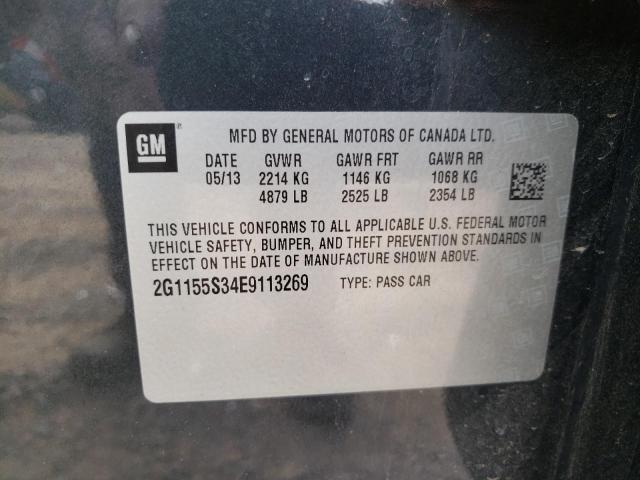 GM
MFD BY GENERAL MOTORS OF CANADA LTD.
DATE GVWR GAWR FRT GAWR RR
05/13 2214 KG 1146 KG 1068 KG
4879 LB 2525 LB 2354 LB
THIS VEHICLE CONFORMS TO ALL APPLICABLE U.S. FEDERAL MOTOR
VEHICLE SAFETY, BUMPER, AND THEFT PREVENTION STANDARDS IN
EFFECT ON THE DATE OF MANUFACTURE SHOWN ABOVE.
2G1155S34E9113269 TYPE: PASS CAR